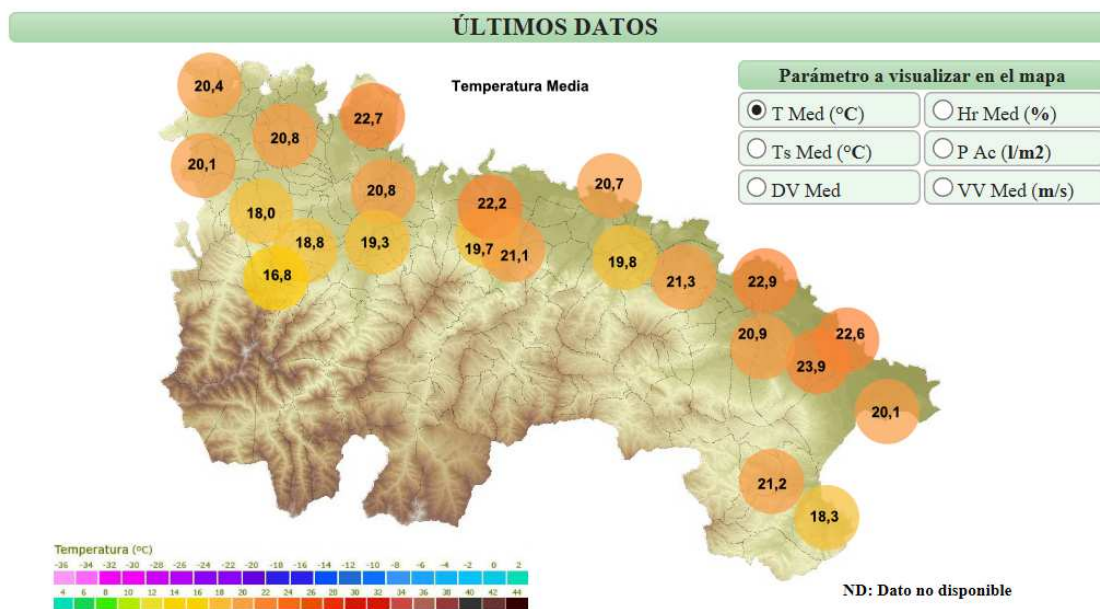 ÚLTIMOS DATOS
Temperatura Media
Parámetro a visualizar en el mapa
T Med (°C) Hr Med (%)
Ts Med (°C) P Ac (l/m2)
DV Med VV Med (m/s)
20,4
22,7
20,8
20,1
20,8
20,7
18,0
22,2
18,8
19,3
19,7
21,1
19,8
16,8
21,3
22,9
20,9
22,6
23,9
20,1
21,2
18,3
Temperatura (ºC)
-36 -34 -32 -30 -28 -26 -24 -22 -20 -18 -16 -14 -12 -10 -8 -6 -4 -2 0 2
4 6 8 10 12 14 16 18 20 22 24 26 28 30 32 34 36 38 40 42 44
ND: Dato no disponible